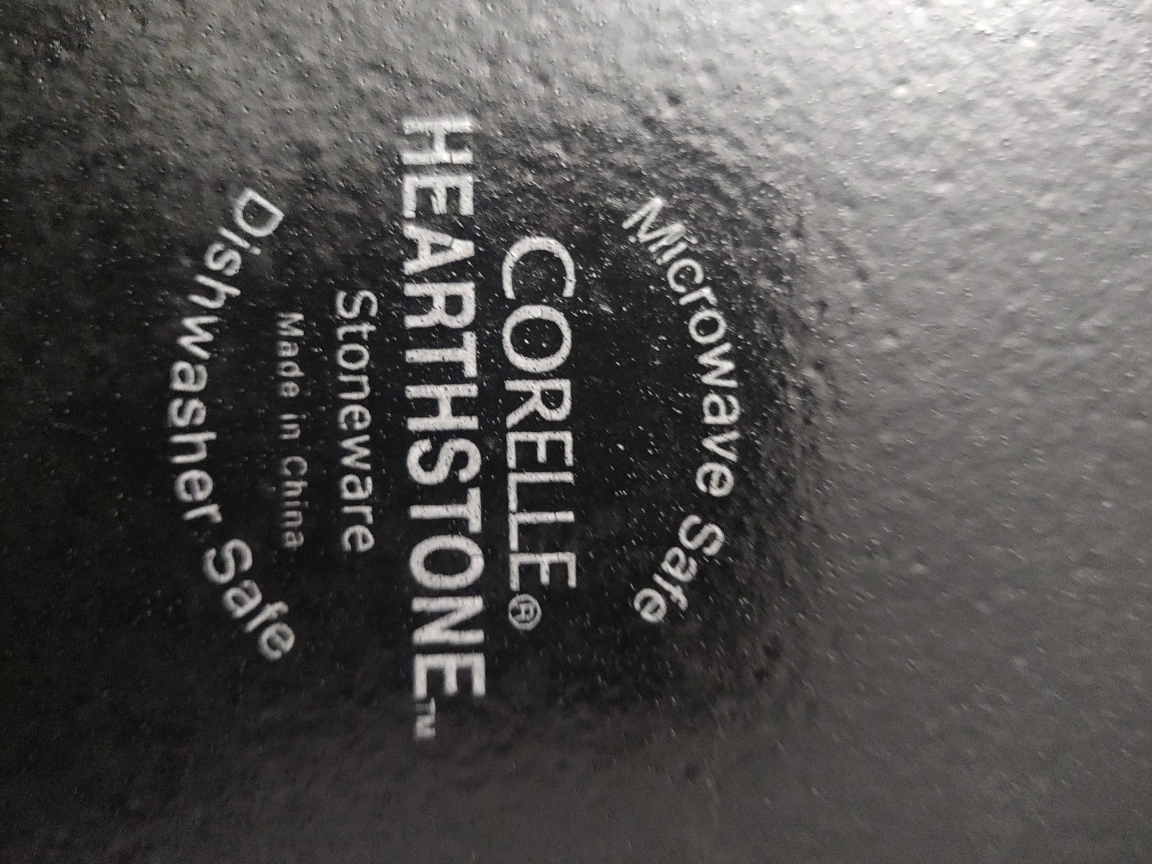 Microwave Safe
CORELLE®
HEARTHSTONE™
Stoneware
Made in China
Dishwasher Safe